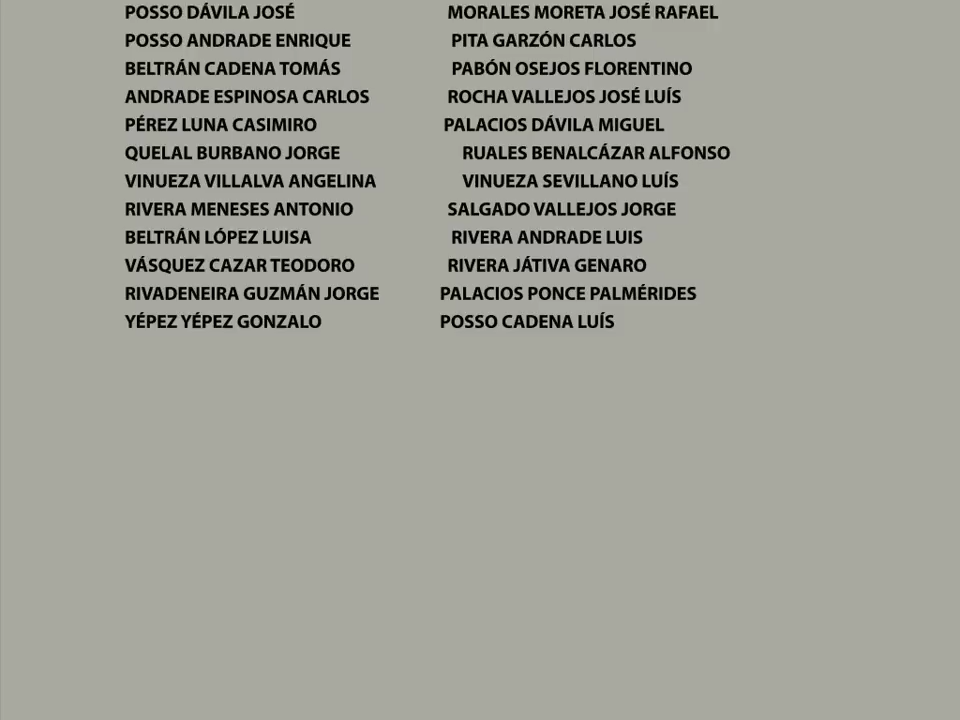 POSSO DÁVILA JOSÉ MORALES MORETA JOSÉ RAFAEL
POSSO ANDRADE ENRIQUE PITA GARZÓN CARLOS
BELTRÁN CADENA TOMÁS PABÓN OSEJOS FLORENTINO
ANDRADE ESPINOSA CARLOS ROCHA VALLEJOS JOSÉ LUÍS
PÉREZ LUNA CASIMIRO PALACIOS DÁVILA MIGUEL
QUELAL BURBANO JORGE RUALES BENALCÁZAR ALFONSO
VINUEZA VILLALVA ANGELINA VINUEZA SEVILLANO LUÍS
RIVERA MENESES ANTONIO SALGADO VALLEJOS JORGE
BELTRÁN LÓPEZ LUISA RIVERA ANDRADE LUIS
VÁSQUEZ CAZAR TEODORO RIVERA JÁTIVA GENARO
RIVADENEIRA GUZMÁN JORGE PALACIOS PONCE PALMÉRIDES
YÉPEZ YÉPEZ GONZALO POSSO CADENA LUÍS